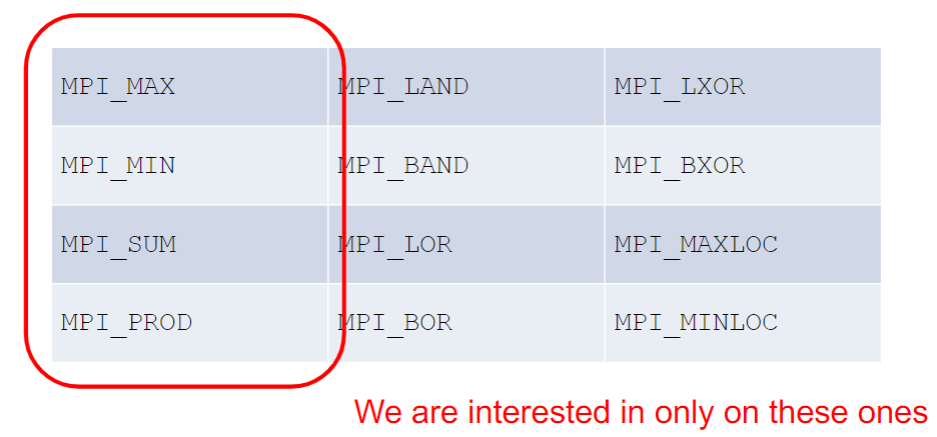 MPI_MAX MPI_LAND MPI_LXOR
MPI_MIN MPI_BAND MPI_BXOR
MPI_SUM MPI_LOR MPI_MAXLOC
MPI_PROD MPI_BOR MPI_MINLOC
We are interested in only on these ones